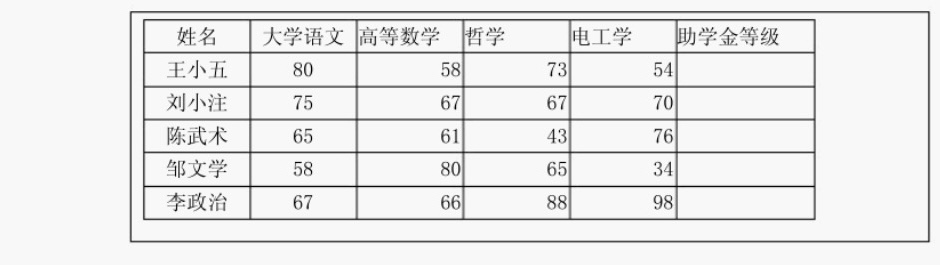 姓名 大学语文 高等数学 哲学 电工学 助学金等级
王小五 80 58 73 54
刘小注 75 67 67 70
陈武术 65 61 43 76
邹文学 58 80 65 34
李政治 67 66 88 98